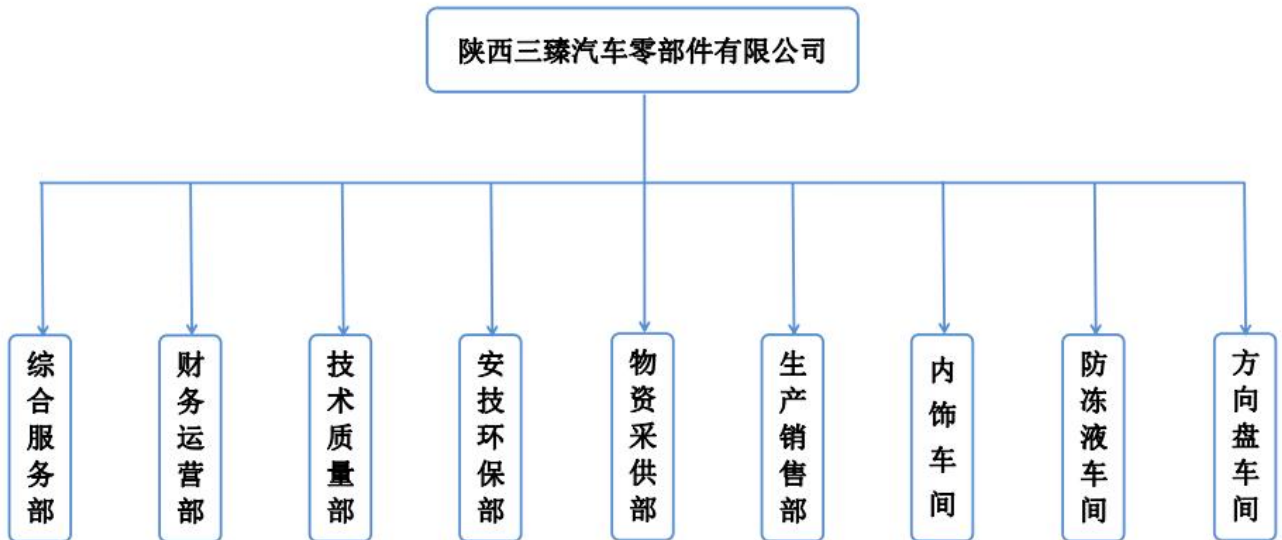 陕西三臻汽车零部件有限公司
综合服务部
财务运营部
技术质量部
安技环保部
物资采供部
生产销售部
内饰车间
防冻液车间
方向盘车间